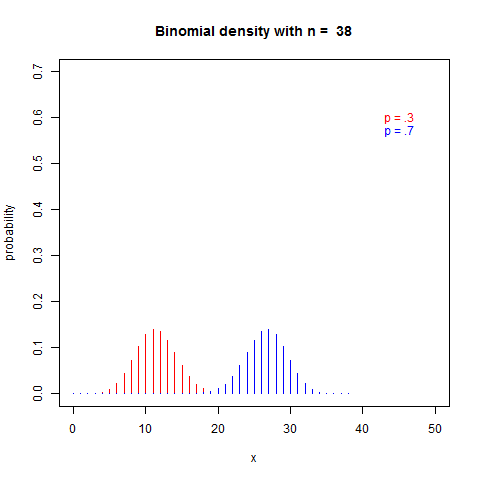 Binomial density with n =  38
0.7
0.6
0.5
0.4
0.3
0.2
0.1
0.0
probability
p = .3
p = .7
0 10 20 30 40 50
x